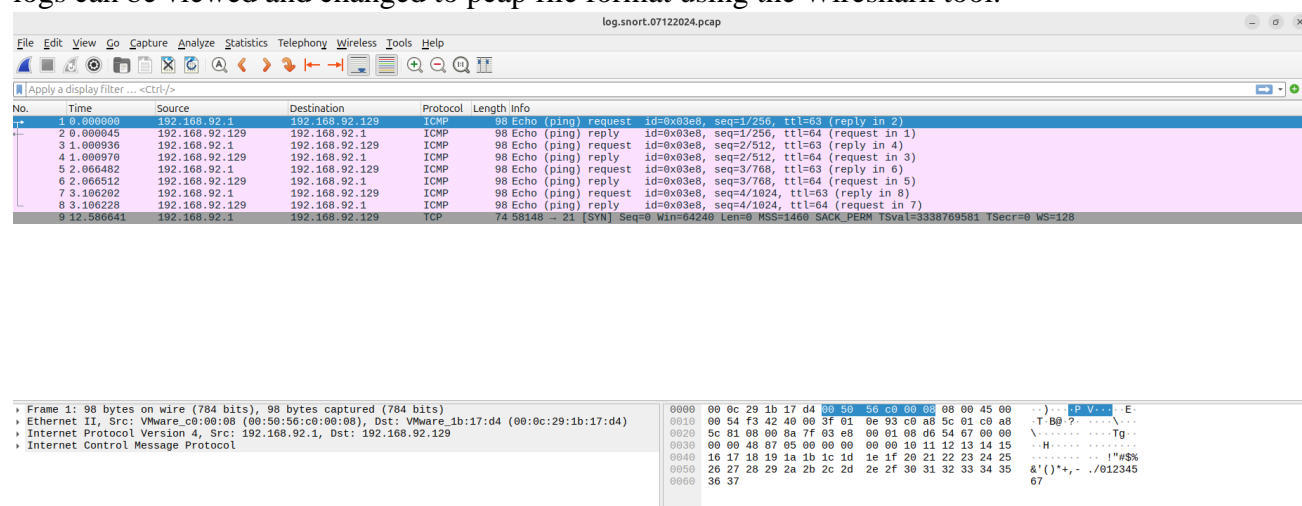 logs can be viewed and changed to pcap file format using the Wireshark tool.
log.snort.07122024.pcap
File Edit View Go Capture Analyze Statistics Telephony Wireless Tools Help
Apply a display filter ... <Ctrl-/>
No. Time Source Destination Protocol Length Info
1 0.000000 192.168.92.1 192.168.92.129 ICMP 98 Echo (ping) request id=0x03e8, seq=1/256, ttl=63 (reply in 2)
2 0.000045 192.168.92.129 192.168.92.1 ICMP 98 Echo (ping) reply id=0x03e8, seq=1/256, ttl=64 (request in 1)
3 1.000936 192.168.92.1 192.168.92.129 ICMP 98 Echo (ping) request id=0x03e8, seq=2/512, ttl=63 (reply in 4)
4 1.000970 192.168.92.129 192.168.92.1 ICMP 98 Echo (ping) reply id=0x03e8, seq=2/512, ttl=64 (request in 3)
5 2.066482 192.168.92.1 192.168.92.129 ICMP 98 Echo (ping) request id=0x03e8, seq=3/768, ttl=63 (reply in 6)
6 2.066512 192.168.92.129 192.168.92.1 ICMP 98 Echo (ping) reply id=0x03e8, seq=3/768, ttl=64 (request in 5)
7 3.106202 192.168.92.1 192.168.92.129 ICMP 98 Echo (ping) request id=0x03e8, seq=4/1024, ttl=63 (reply in 8)
8 3.106228 192.168.92.129 192.168.92.1 ICMP 98 Echo (ping) reply id=0x03e8, seq=4/1024, ttl=64 (request in 7)
9 12.586641 192.168.92.1 192.168.92.129 TCP 74 58148 → 21 [SYN] Seq=0 Win=64240 Len=0 MSS=1460 SACK_PERM TSval=3338769581 TSecr=0 WS=128
Frame 1: 98 bytes on wire (784 bits), 98 bytes captured (784 bits)
Ethernet II, Src: VMware_c0:00:08 (00:50:56:c0:00:08), Dst: VMware_1b:17:d4 (00:0c:29:1b:17:d4)
Internet Protocol Version 4, Src: 192.168.92.1, Dst: 192.168.92.129
Internet Control Message Protocol
0000 00 0c 29 1b 17 d4 00 50 56 c0 00 08 08 00 45 00 ··)····P V·····E·
0010 00 54 f3 42 40 00 3f 01 0e 93 c0 a8 5c 01 c0 a8 ·T·B@·?· ····\···
0020 5c 81 08 00 8a 7f 03 e8 00 01 08 d6 54 67 00 00 \······· ····Tg··
0030 00 00 48 87 05 00 00 00 00 00 10 11 12 13 14 15 ··H····· ········
0040 16 17 18 19 1a 1b 1c 1d 1e 1f 20 21 22 23 24 25 ········ ·· !"#$%
0050 26 27 28 29 2a 2b 2c 2d 2e 2f 30 31 32 33 34 35 &'()*+,- ./012345
0060 36 37 67